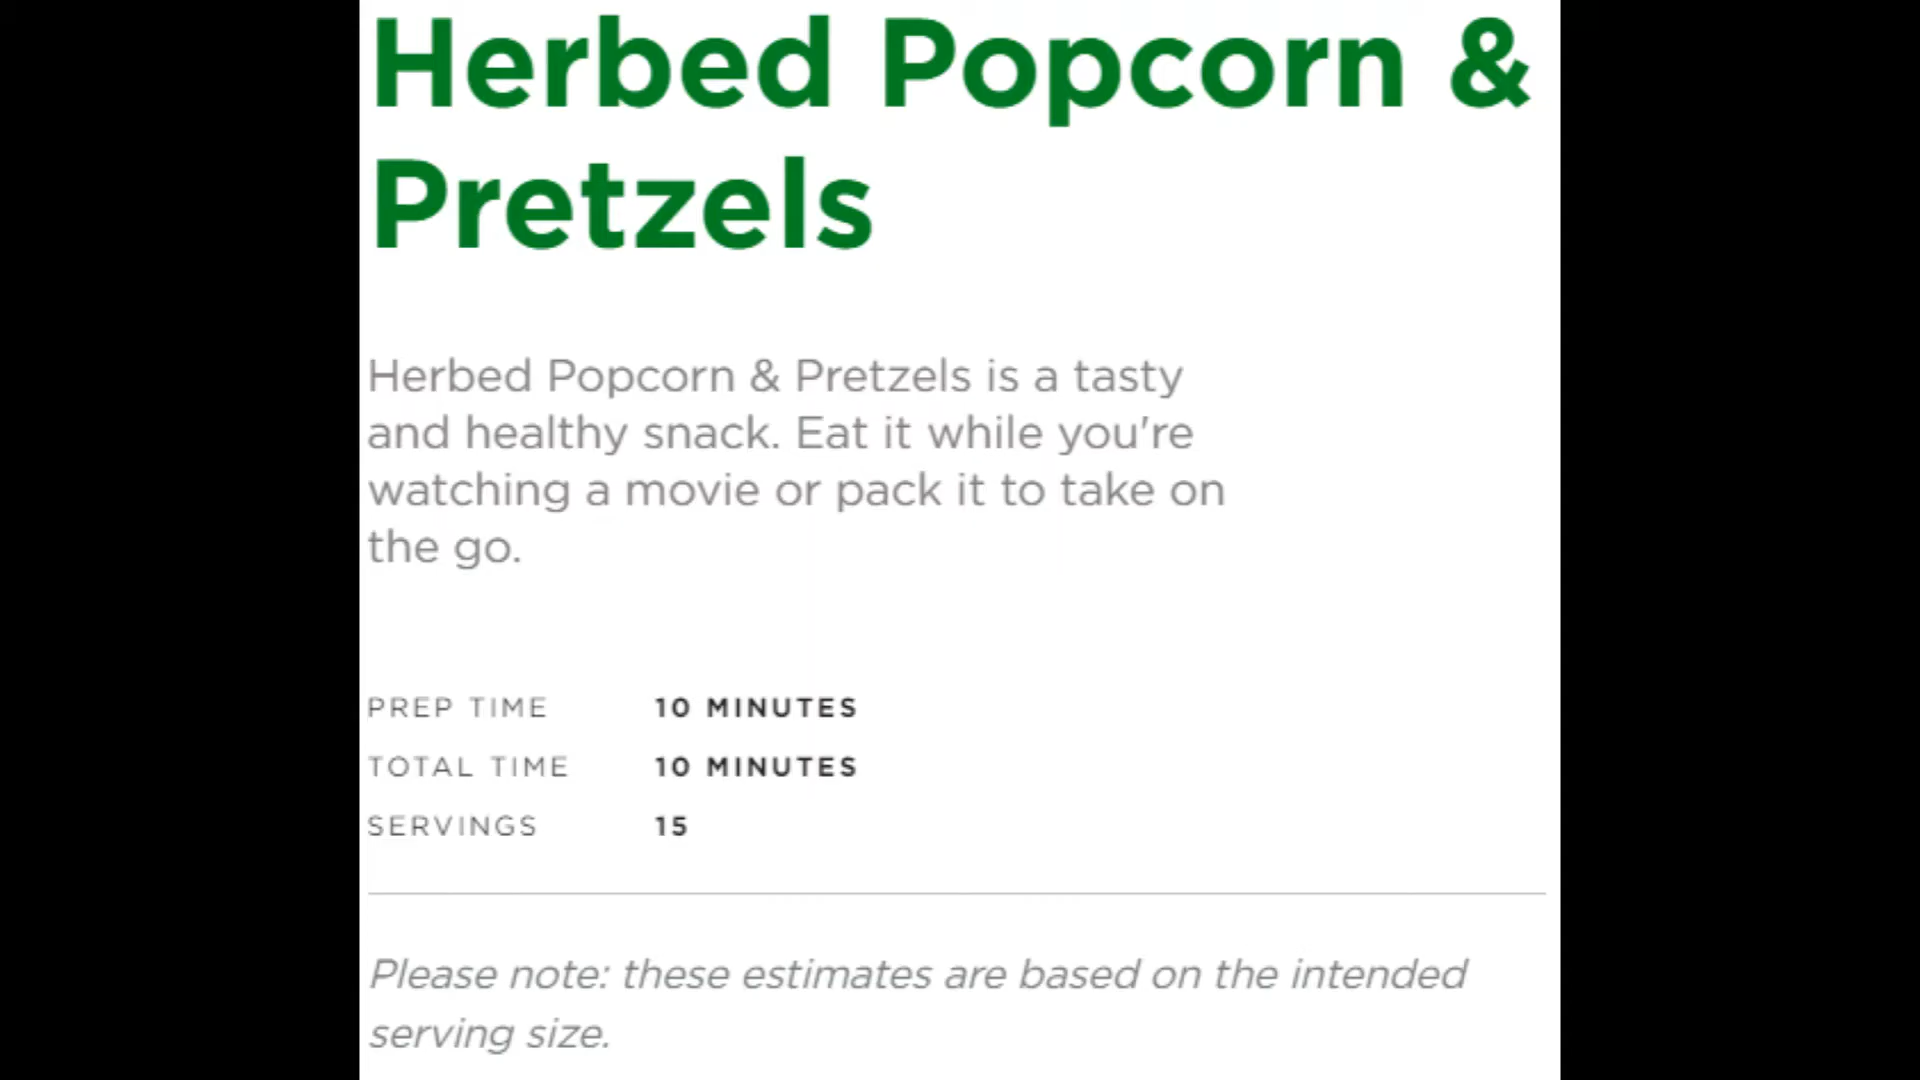 Herbed Popcorn &
Pretzels
Herbed Popcorn & Pretzels is a tasty
and healthy snack. Eat it while you're
watching a movie or pack it to take on
the go.
PREP TIME 10 MINUTES
TOTAL TIME 10 MINUTES
SERVINGS 15
Please note: these estimates are based on the intended
serving size.